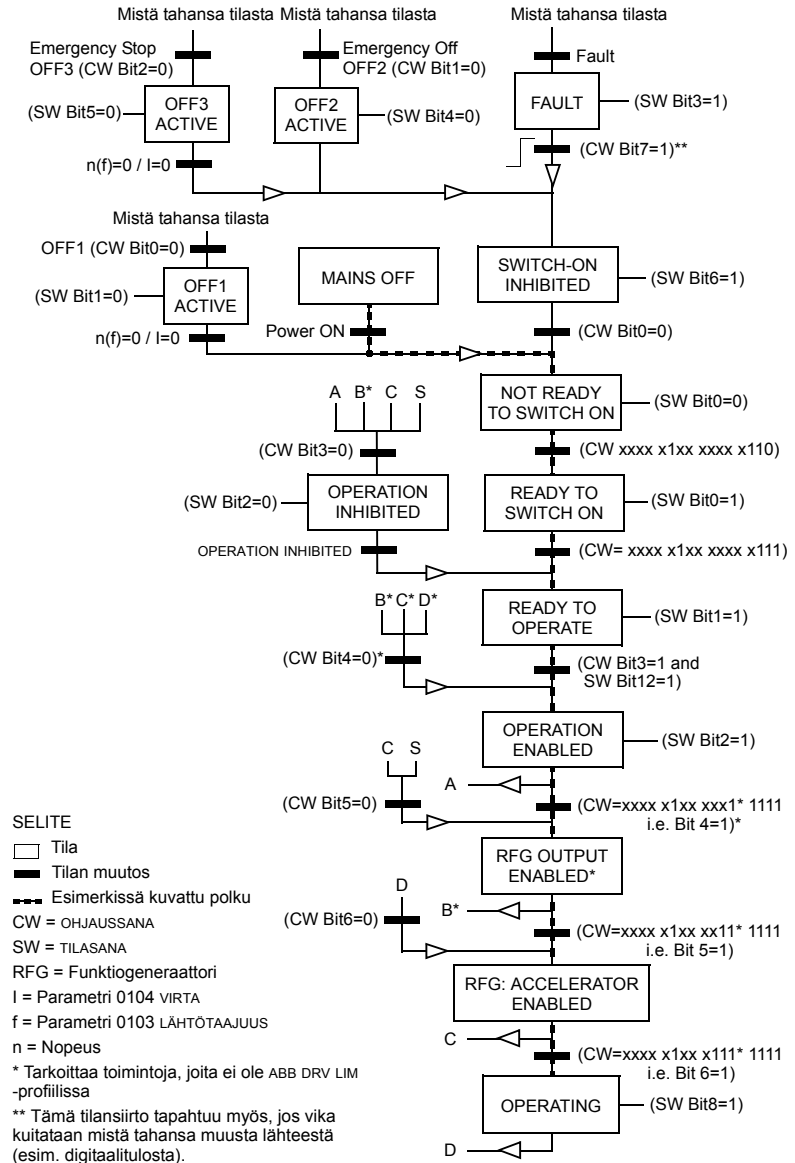 Mistä tahansa tilasta
Mistä tahansa tilasta
Mistä tahansa tilasta
Emergency Stop
OFF3 (CW Bit2=0)
Emergency Off
OFF2 (CW Bit1=0)
Fault
(SW Bit5=0)
OFF3
ACTIVE
OFF2
ACTIVE
(SW Bit4=0)
FAULT
(SW Bit3=1)
n(f)=0 / I=0
(CW Bit7=1)**
Mistä tahansa tilasta
OFF1 (CW Bit0=0)
(SW Bit1=0)
OFF1
ACTIVE
MAINS OFF
SWITCH-ON
INHIBITED
(SW Bit6=1)
n(f)=0 / I=0
Power ON
(CW Bit0=0)
A B* C S
NOT READY
TO SWITCH ON
(SW Bit0=0)
(CW Bit3=0)
(CW xxxx x1xx xxxx x110)
(SW Bit2=0)
OPERATION
INHIBITED
READY TO
SWITCH ON
(SW Bit0=1)
OPERATION INHIBITED
(CW= xxxx x1xx xxxx x111)
B* C* D*
READY TO
OPERATE
(SW Bit1=1)
(CW Bit4=0)*
(CW Bit3=1 and
SW Bit12=1)
OPERATION
ENABLED
(SW Bit2=1)
C S
A
(CW Bit5=0)
(CW=xxxx x1xx xxx1* 1111
i.e. Bit 4=1)*
RFG OUTPUT
ENABLED*
D
B*
(CW Bit6=0)
(CW=xxxx x1xx xx11* 1111
i.e. Bit 5=1)
RFG: ACCELERATOR
ENABLED
C
(CW=xxxx x1xx x111* 1111
i.e. Bit 6=1)
OPERATING
(SW Bit8=1)
D
SELITE
Tila
Tilan muutos
Esimerkissä kuvattu polku
CW = OHJAUSSANA
SW = TILASANA
RFG = Funktiogeneraattori
I = Parametri 0104 VIRTA
f = Parametri 0103 LÄHTÖTAAJUUS
n = Nopeus
* Tarkoittaa toimintoja, joita ei ole ABB DRV LIM
-profiilissa
** Tämä tilansiirto tapahtuu myös, jos vika
kuitataan mistä tahansa muusta lähteestä
(esim. digitaalitulosta).